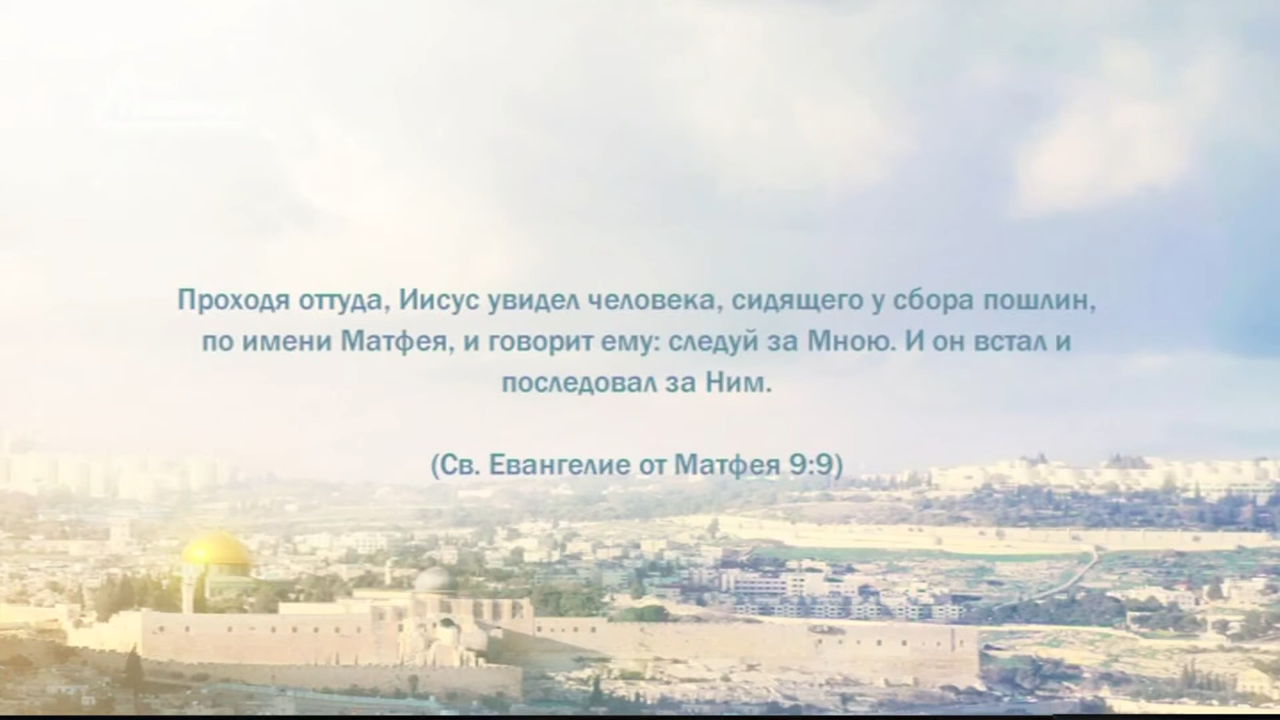 Проходя оттуда, Иисус увидел человека, сидящего у сбора пошлин,
по имени Матфея, и говорит ему: следуй за Мною. И он встал и
последовал за Ним.
(Св. Евангелие от Матфея 9:9)